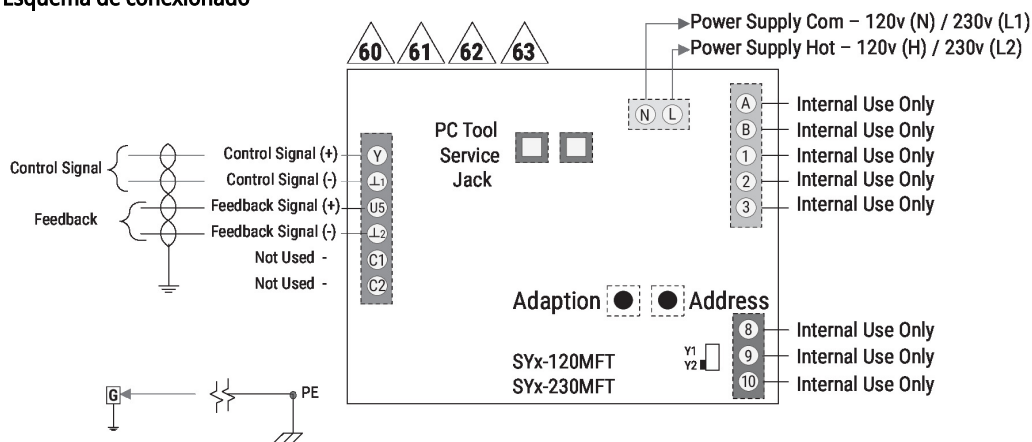 Esquema de conexionado
Power Supply Com – 120v (N) / 230v (L1)
Power Supply Hot – 120v (H) / 230v (L2)
60 61 62 63
N L
PC Tool
Service
Jack
A Internal Use Only
B Internal Use Only
1 Internal Use Only
2 Internal Use Only
3 Internal Use Only
Control Signal
Control Signal (+) Y
Control Signal (-) ⊥1
Feedback
Feedback Signal (+) U5
Feedback Signal (-) ⊥2
Not Used - C1
Not Used - C2
Adaption Address
SYx-120MFT
SYx-230MFT
Y1
Y2
8 Internal Use Only
9 Internal Use Only
10 Internal Use Only
G PE